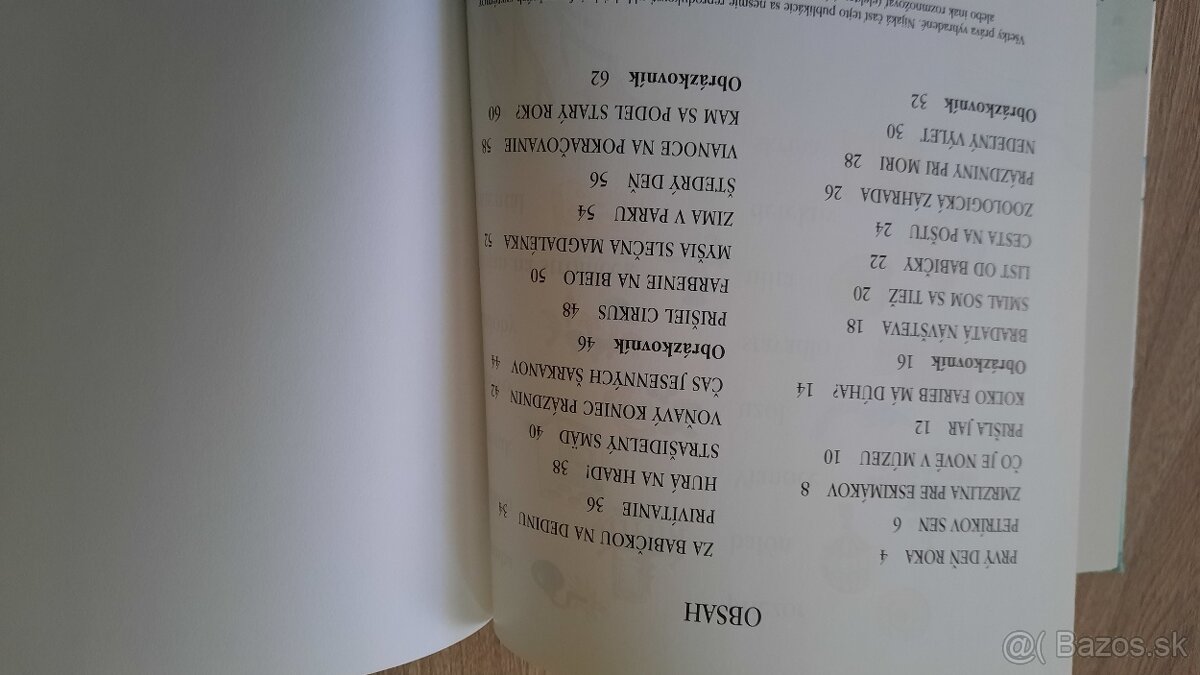 OBSAH
PRVÝ DEŇ ROKA 4
PETRÍKOV SEN 6
ZMRZLINA PRE ESKIMÁKOV 8
ČO JE NOVÉ V MÚZEU 10
PRIŠLA JAR 12
KOĽKO FARIEB MÁ DÚHA? 14
Obrázkovník 16
BRADATÁ NÁVŠTEVA 18
SMIAL SOM SA TIEŽ 20
LIST OD BABIČKY 22
CESTA NA POŠTU 24
ZOOLOGICKÁ ZÁHRADA 26
PRÁZDNINY PRI MORI 28
NEDEĽNÝ VÝLET 30
Obrázkovník 32
ZA BABIČKOU NA DEDINU 34
PRIVÍTANIE 36
HURÁ NA HRAD! 38
STRAŠIDELNÝ SMÄD 40
VOŇAVÝ KONIEC PRÁZDNIN 42
ČAS JESENNÝCH ŠARKANOV 44
Obrázkovník 46
PRIŠIEL CIRKUS 48
FARBENIE NA BIELO 50
MYŠIA SLEČNA MAGDALÉNKA 52
ZIMA V PARKU 54
ŠTEDRÝ DEŇ 56
VIANOCE NA POKRAČOVANIE 58
KAM SA PODEL STARÝ ROK? 60
Obrázkovník 62
Všetky práva vyhradené. Nijaká časť tejto publikácie sa nesmie
alebo inak rozmnožovať
Bazos.sk